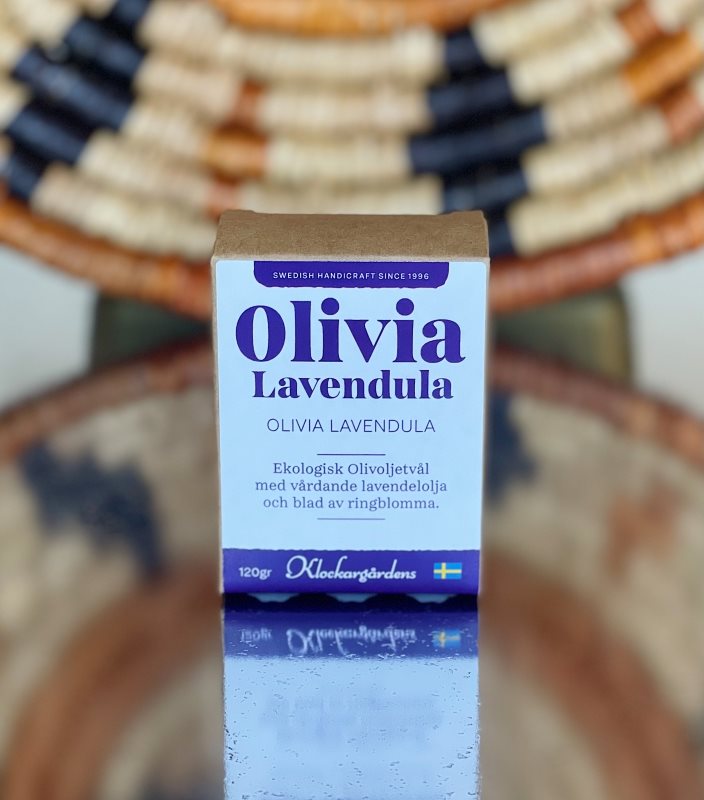 SWEDISH HANDICRAFT SINCE 1996
Olivia
Lavendula
OLIVIA LAVENDULA
Ekologisk Olivoljetvål
med vårdande lavendelolja
och blad av ringblomma.
120gr Klockargårdens